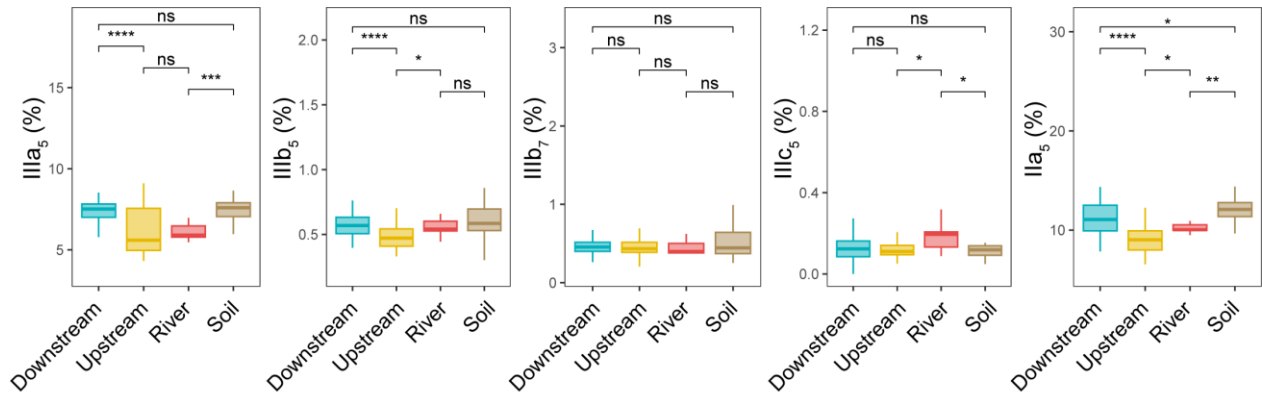 IIIa5 (%)
15
10
5
ns
****
ns
***
Downstream
Upstream
River
Soil
IIIb5 (%)
2.0
1.5
1.0
0.5
ns
****
*
ns
Downstream
Upstream
River
Soil
IIIb7 (%)
3
2
1
0
ns
ns
ns
ns
Downstream
Upstream
River
Soil
IIIc5 (%)
1.2
0.8
0.4
0.0
ns
ns
*
*
Downstream
Upstream
River
Soil
IIa5 (%)
30
20
10
*
****
*
**
Downstream
Upstream
River
Soil